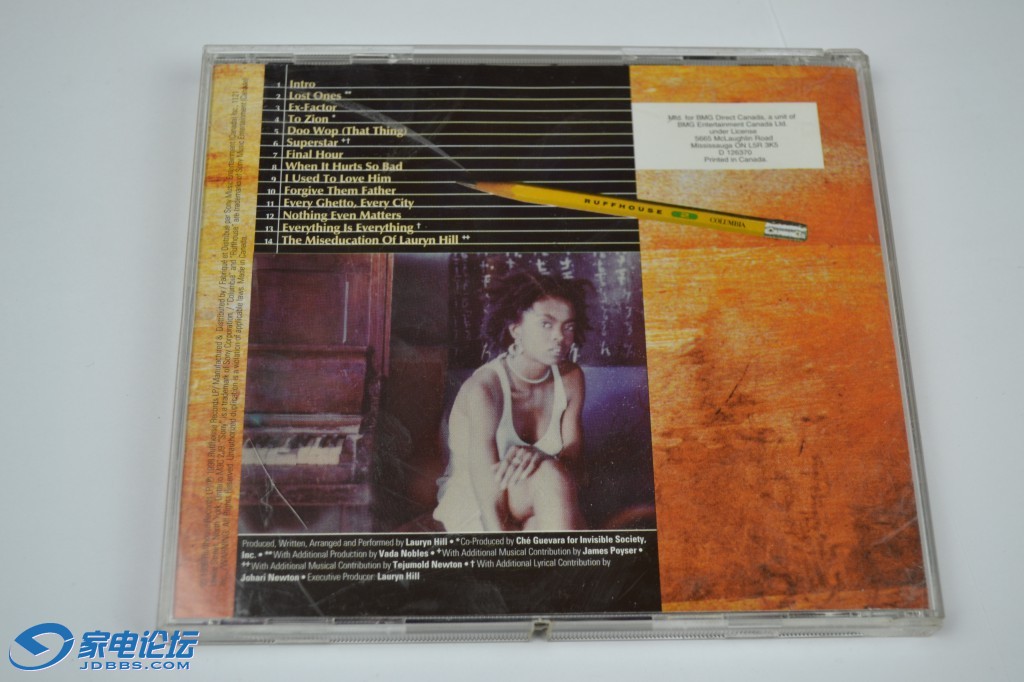 1 Intro
2 Lost Ones **
3 Ex-Factor
4 To Zion *
5 Doo Wop (That Thing)
6 Superstar *†
7 Final Hour
8 When It Hurts So Bad
9 I Used To Love Him
10 Forgive Them Father
11 Every Ghetto, Every City
12 Nothing Even Matters
13 Everything Is Everything †
14 The Miseducation Of Lauryn Hill ‡‡
Mfd. for BMG Direct Canada, a unit of
BMG Entertainment Canada Ltd.
under License
5665 McLaughlin Road
Mississauga ON L5R 3K5
D 126370
Printed in Canada.
RUFFHOUSE COLUMBIA
Produced, Written, Arranged and Performed by Lauryn Hill • *Co-Produced by Ché Guevara for Invisible Society,
Inc. • **With Additional Production by Vada Nobles • †With Additional Musical Contribution by James Poyser •
‡‡With Additional Musical Contribution by Tejumold Newton • † With Additional Lyrical Contribution by
Johari Newton • Executive Producer: Lauryn Hill
家电论坛
JDBBS.COM